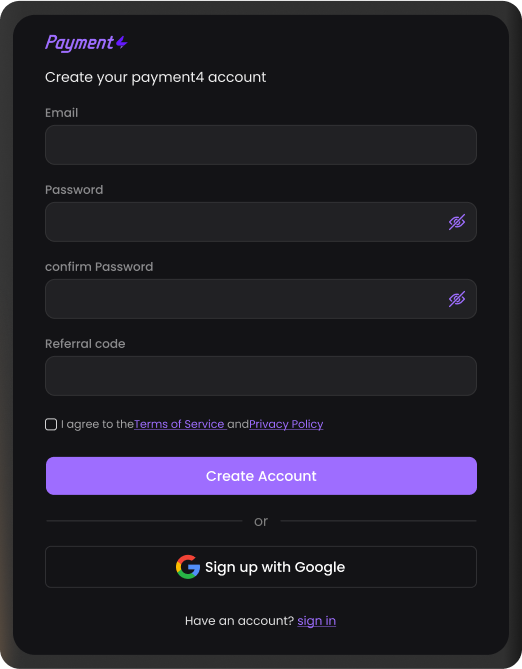 Payment4
Create your payment4 account
Email
Password
confirm Password
Referral code
I agree to theTerms of Service andPrivacy Policy
Create Account
or
Sign up with Google
Have an account? sign in